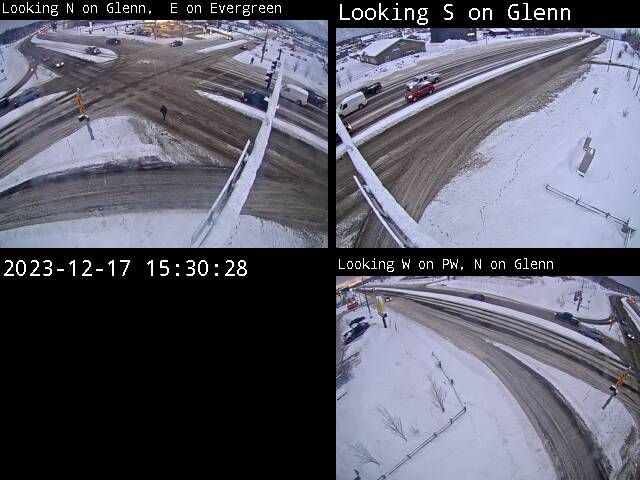 Looking N on Glenn,  E on Evergreen
Looking S on Glenn
2023-12-17 15:30:28
Looking W on PW, N on Glenn